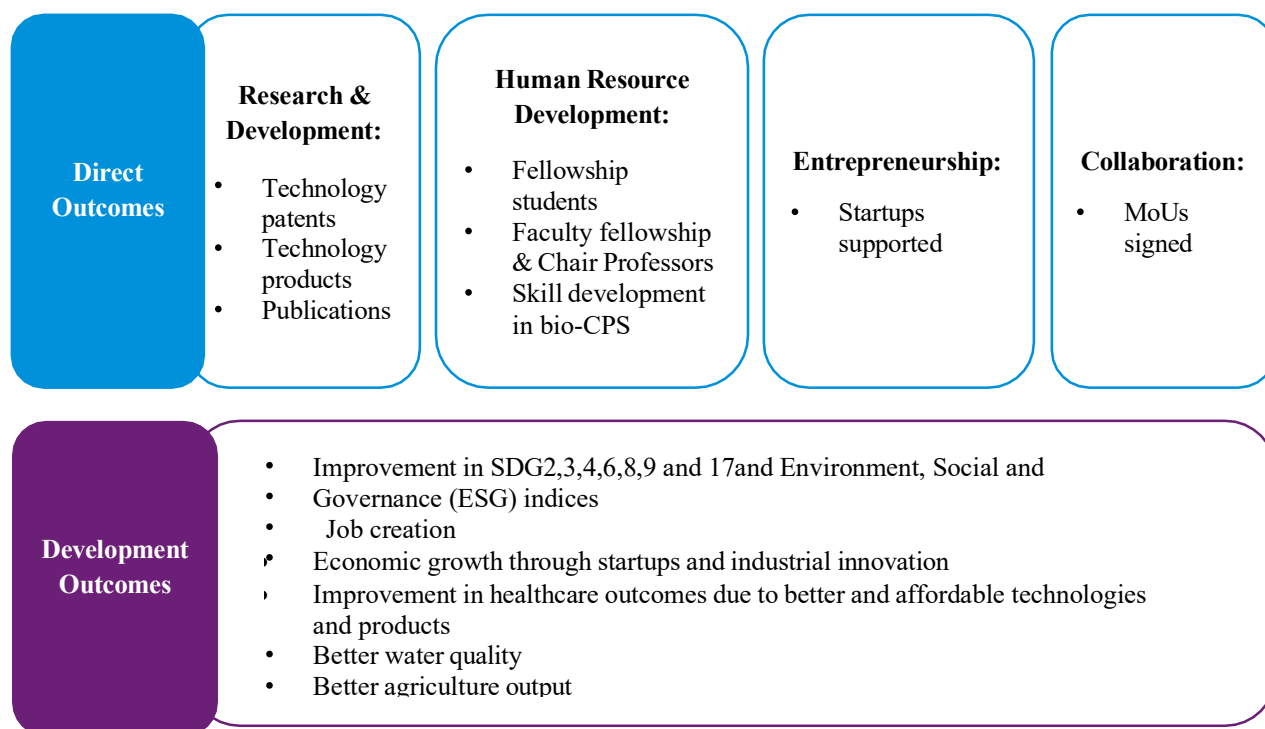 Direct
Outcomes
Research &
Development:
• Technology
patents
• Technology
products
• Publications
Human Resource
Development:
• Fellowship
students
• Faculty fellowship
& Chair Professors
• Skill development
in bio-CPS
Entrepreneurship:
• Startups
supported
Collaboration:
• MoUs
signed
Development
Outcomes
• Improvement in SDG2,3,4,6,8,9 and 17and Environment, Social and
• Governance (ESG) indices
• Job creation
• Economic growth through startups and industrial innovation
• Improvement in healthcare outcomes due to better and affordable technologies
and products
• Better water quality
• Better agriculture output